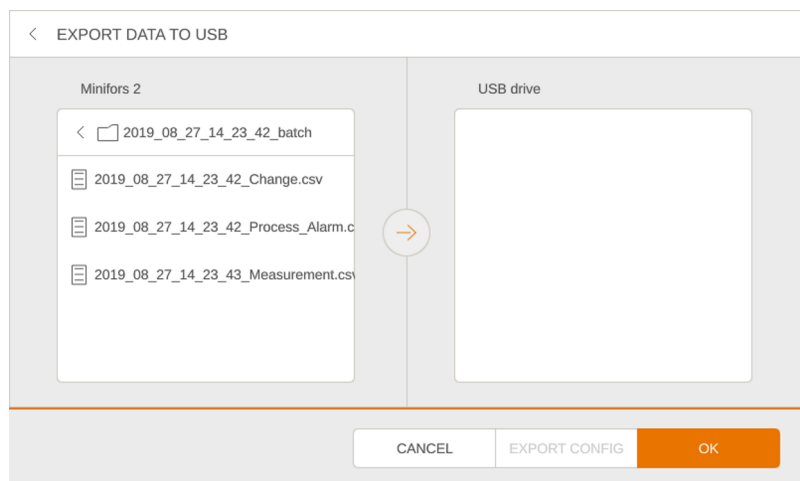 EXPORT DATA TO USB
Minifors 2
USB drive
2019_08_27_14_23_42_batch
2019_08_27_14_23_42_Change.csv
2019_08_27_14_23_42_Process_Alarm.c
2019_08_27_14_23_43_Measurement.csv
CANCEL
EXPORT CONFIG
OK